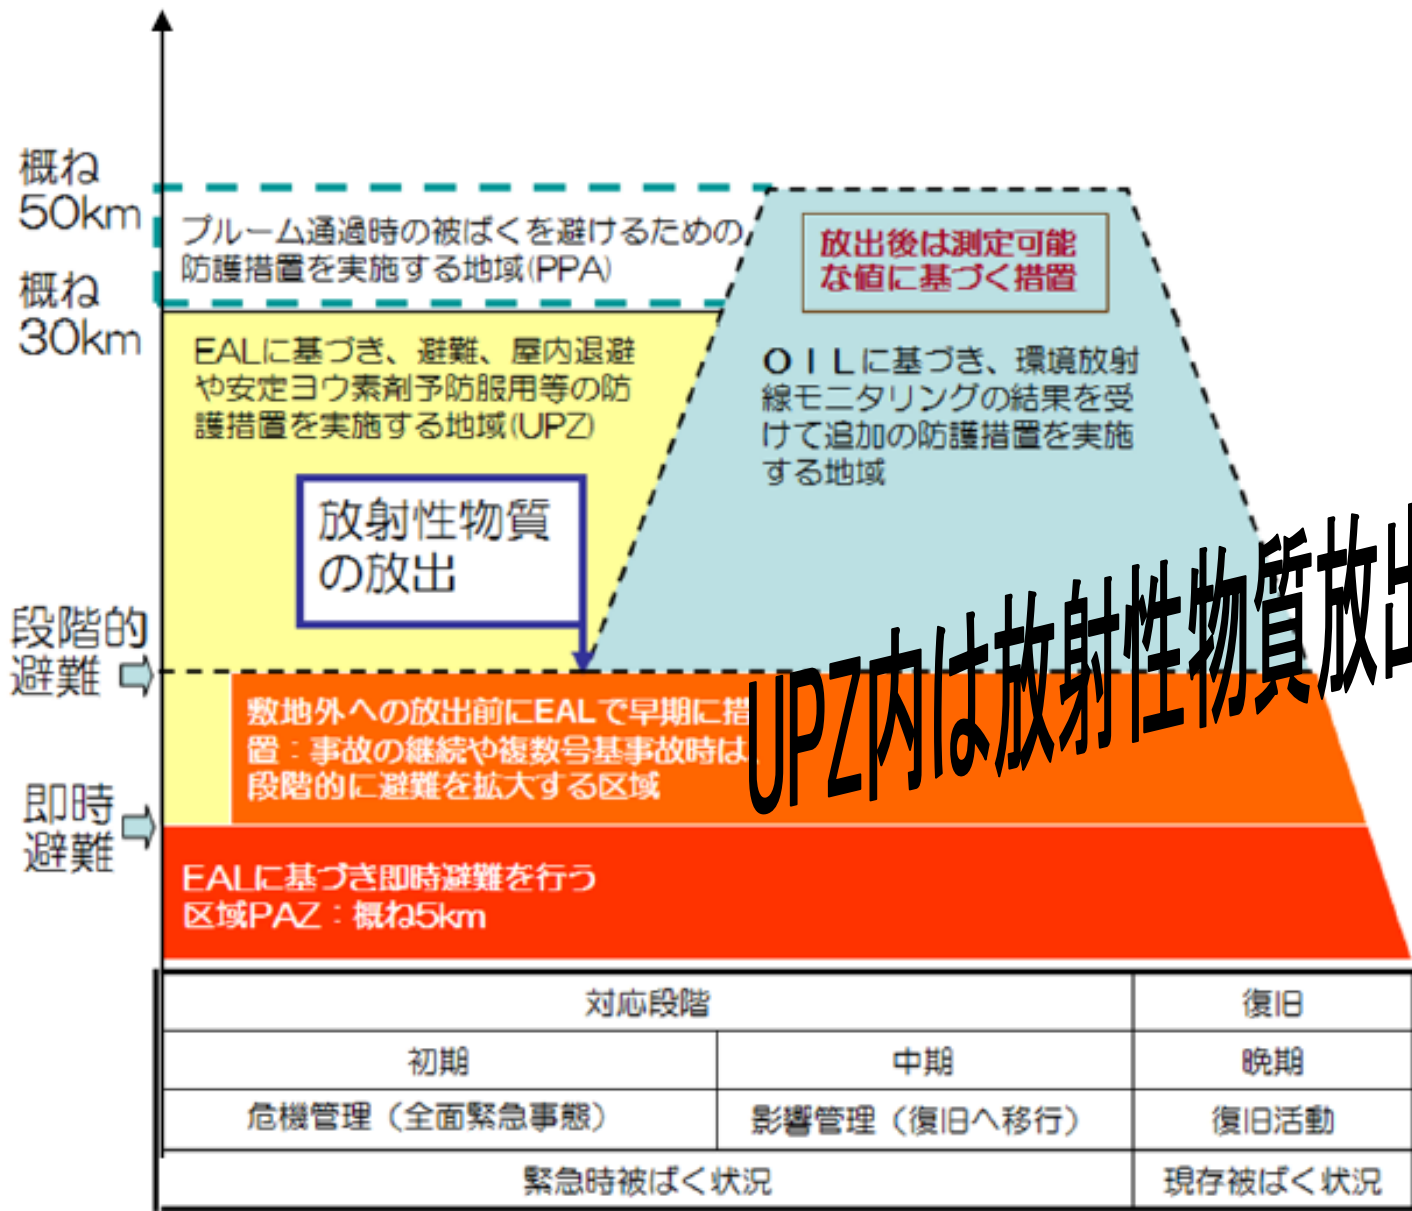 概ね
50km
プルーム通過時の被ばくを避けるための
防護措置を実施する地域(PPA)
概ね
30km
放出後は測定可能
な値に基づく措置
EALに基づき、避難、屋内退避
や安定ヨウ素剤予防服用等の防
護措置を実施する地域(UPZ)
OILに基づき、環境放射
線モニタリングの結果を受
けて追加の防護措置を実施
する地域
放射性物質
の放出
UPZ内は放射性物質放出
段階的
避難
敷地外への放出前にEALで早期に措
置：事故の継続や複数号基事故時は、
段階的に避難を拡大する区域
即時
避難
EALに基づき即時避難を行う
区域PAZ：概ね5km
対応段階 復旧
初期 中期 晩期
危機管理（全面緊急事態） 影響管理（復旧へ移行） 復旧活動
緊急時被ばく状況 現存被ばく状況